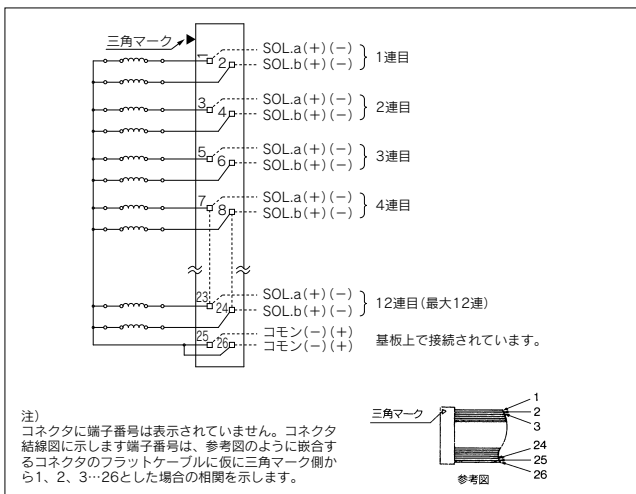 三角マーク
1 SOL.a(+)(−)
2 SOL.b(+)(−)
1連目
3 SOL.a(+)(−)
4 SOL.b(+)(−)
2連目
5 SOL.a(+)(−)
6 SOL.b(+)(−)
3連目
7 SOL.a(+)(−)
8 SOL.b(+)(−)
4連目
23 SOL.a(+)(−)
24 SOL.b(+)(−)
12連目(最大12連)
25 コモン(−)(+)
26 コモン(−)(+)
基板上で接続されています。
注)
コネクタに端子番号は表示されていません。コネクタ
結線図に示します端子番号は、参考図のように嵌合す
るコネクタのフラットケーブルに仮に三角マーク側か
ら1、2、3…26とした場合の相関を示します。
三角マーク
1
2
3
24
25
26
参考図